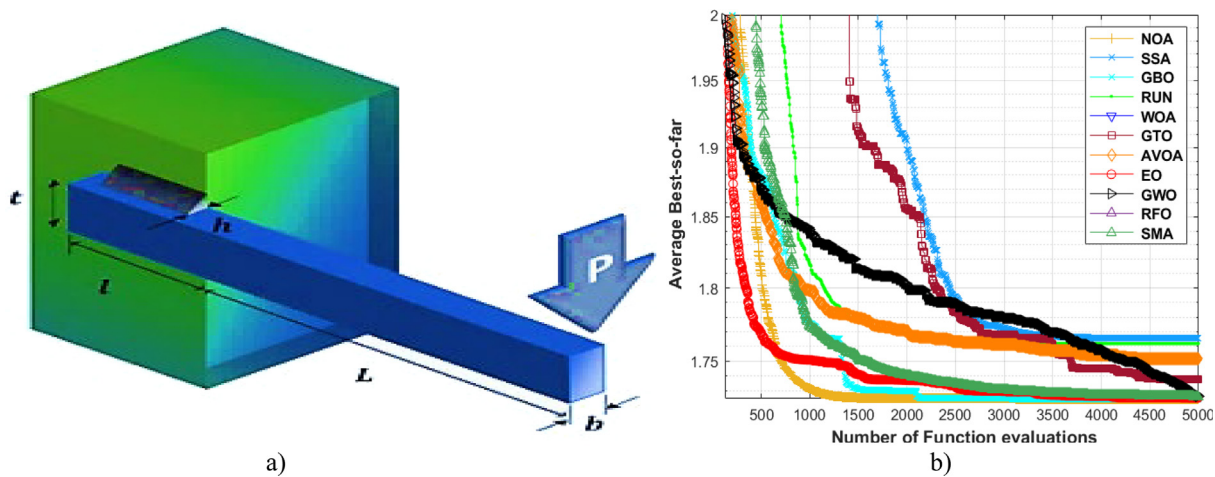 t
h
l
L
b
P
a)
2
1.95
1.9
1.85
1.8
1.75
Average Best-so-far
500 1000 1500 2000 2500 3000 3500 4000 4500 5000
Number of Function evaluations
NOA
SSA
GBO
RUN
WOA
GTO
AVOA
EO
GWO
RFO
SMA
b)